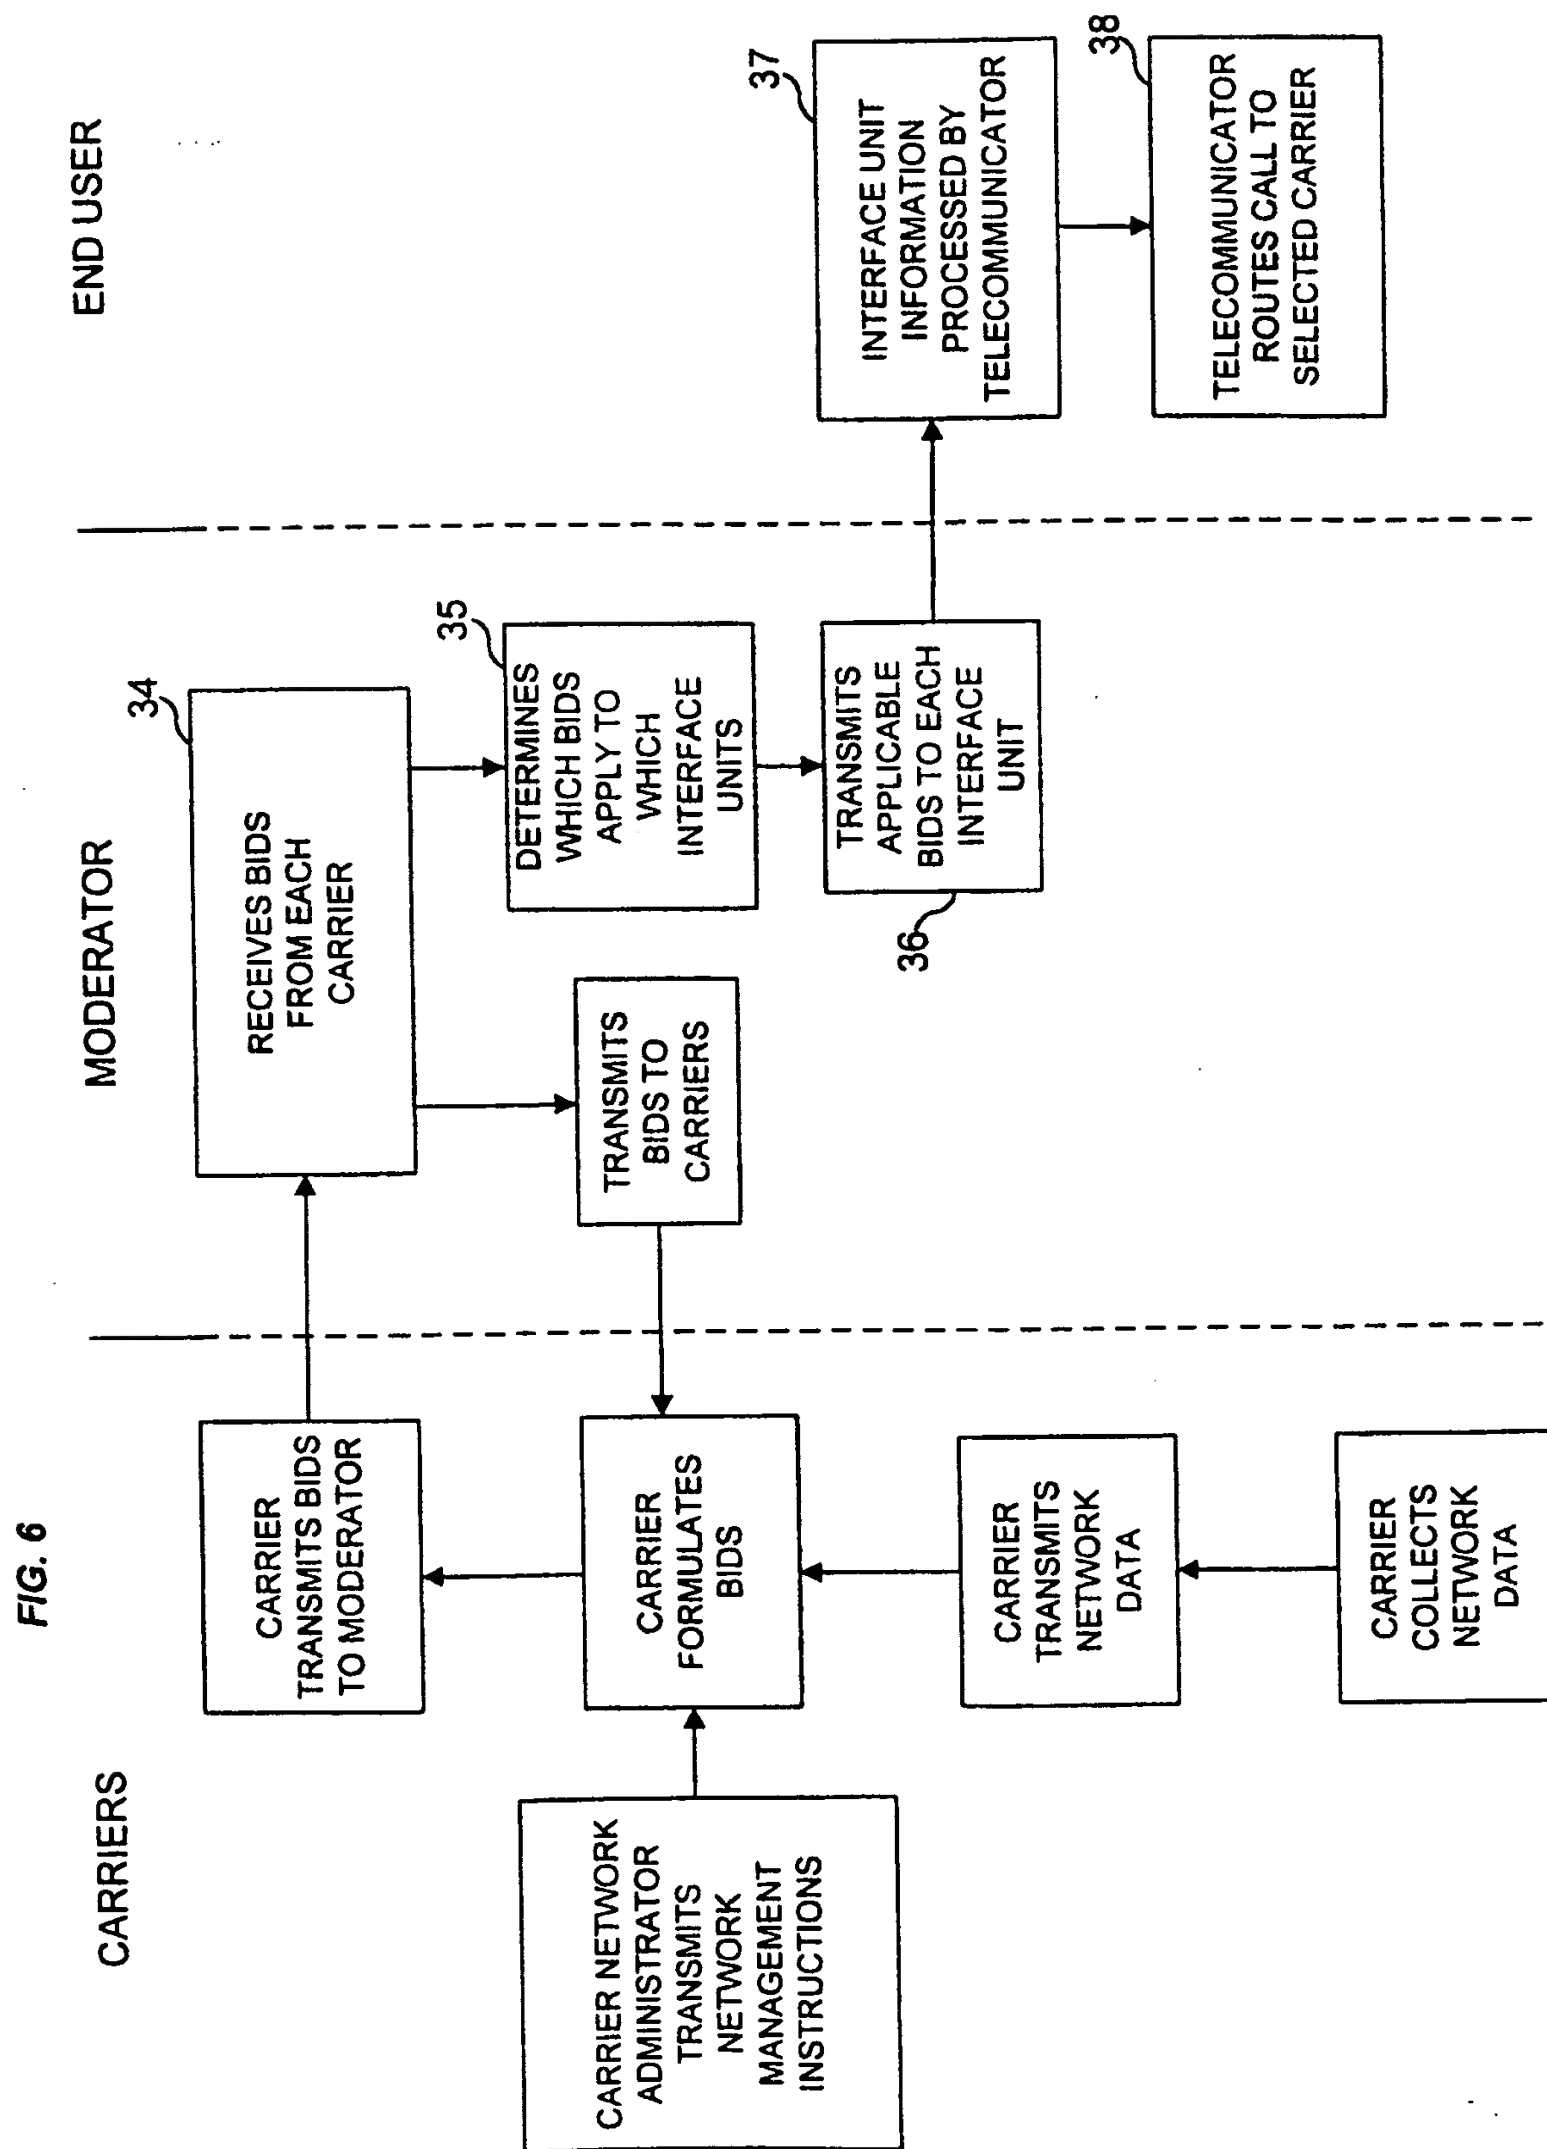 FIG. 6
CARRIERS
MODERATOR
END USER
CARRIER
TRANSMITS BIDS
TO MODERATOR
34
RECEIVES BIDS
FROM EACH
CARRIER
CARRIER NETWORK
ADMINISTRATOR
TRANSMITS
NETWORK
MANAGEMENT
INSTRUCTIONS
CARRIER
FORMULATES
BIDS
TRANSMITS
BIDS TO
CARRIERS
35
DETERMINES
WHICH BIDS
APPLY TO
WHICH
INTERFACE
UNITS
CARRIER
TRANSMITS
NETWORK
DATA
36
TRANSMITS
APPLICABLE
BIDS TO EACH
INTERFACE
UNIT
37
INTERFACE UNIT
INFORMATION
PROCESSED BY
TELECOMMUNICATOR
CARRIER
COLLECTS
NETWORK
DATA
38
TELECOMMUNICATOR
ROUTES CALL TO
SELECTED CARRIER